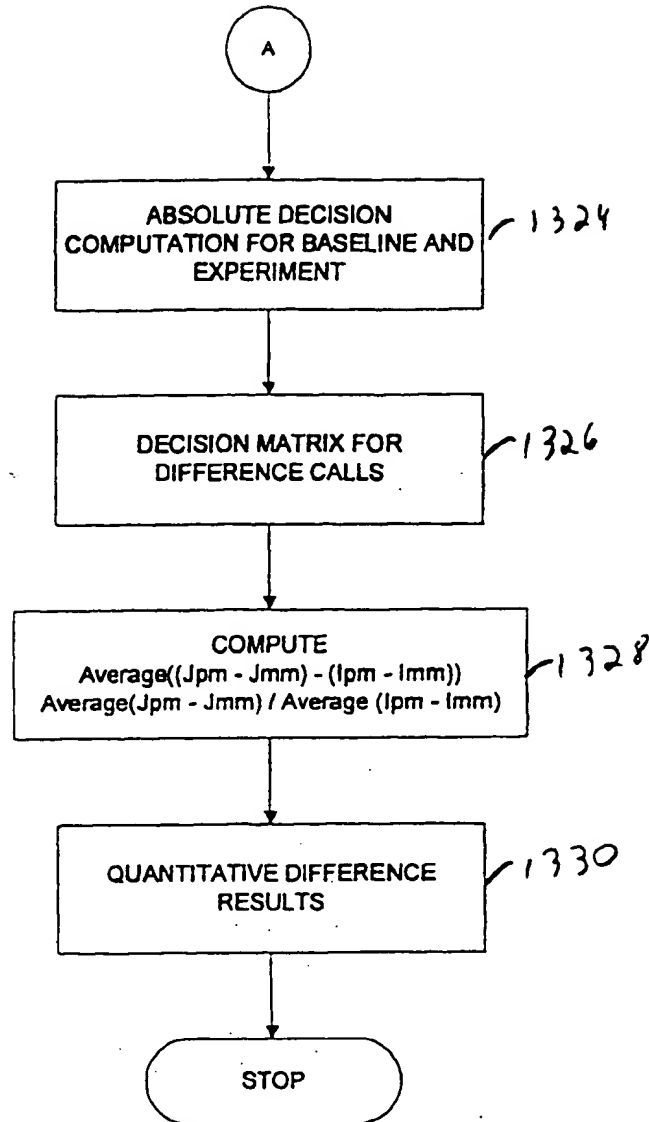 A
ABSOLUTE DECISION
COMPUTATION FOR BASELINE AND
EXPERIMENT
1324
DECISION MATRIX FOR
DIFFERENCE CALLS
1326
COMPUTE
Average((Jpm - Jmm) - (Ipm - Imm))
Average(Jpm - Jmm) / Average (Ipm - Imm)
1328
QUANTITATIVE DIFFERENCE
RESULTS
1330
STOP